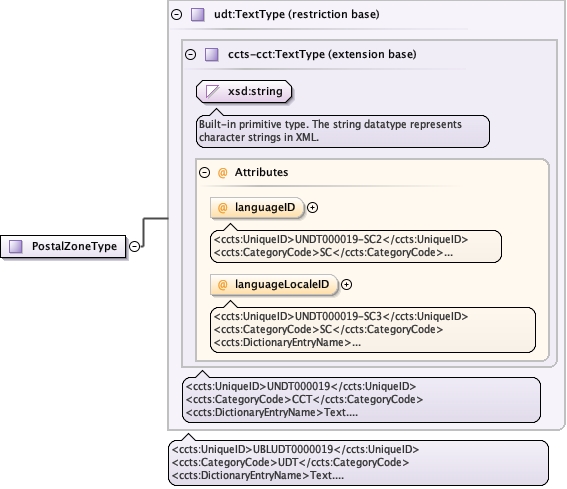 udt:TextType (restriction base)
ccts-cct:TextType (extension base)
xsd:string
Built-in primitive type. The string datatype represents
character strings in XML.
@ Attributes
@ languageID
<ccts:UniqueID>UNDT000019-SC2</ccts:UniqueID>
<ccts:CategoryCode>SC</ccts:CategoryCode>...
@ languageLocaleID
<ccts:UniqueID>UNDT000019-SC3</ccts:UniqueID>
<ccts:CategoryCode>SC</ccts:CategoryCode>
<ccts:DictionaryEntryName>...
PostalZoneType
<ccts:UniqueID>UNDT000019</ccts:UniqueID>
<ccts:CategoryCode>CCT</ccts:CategoryCode>
<ccts:DictionaryEntryName>Text....
<ccts:UniqueID>UBLUDT0000019</ccts:UniqueID>
<ccts:CategoryCode>UDT</ccts:CategoryCode>
<ccts:DictionaryEntryName>Text....